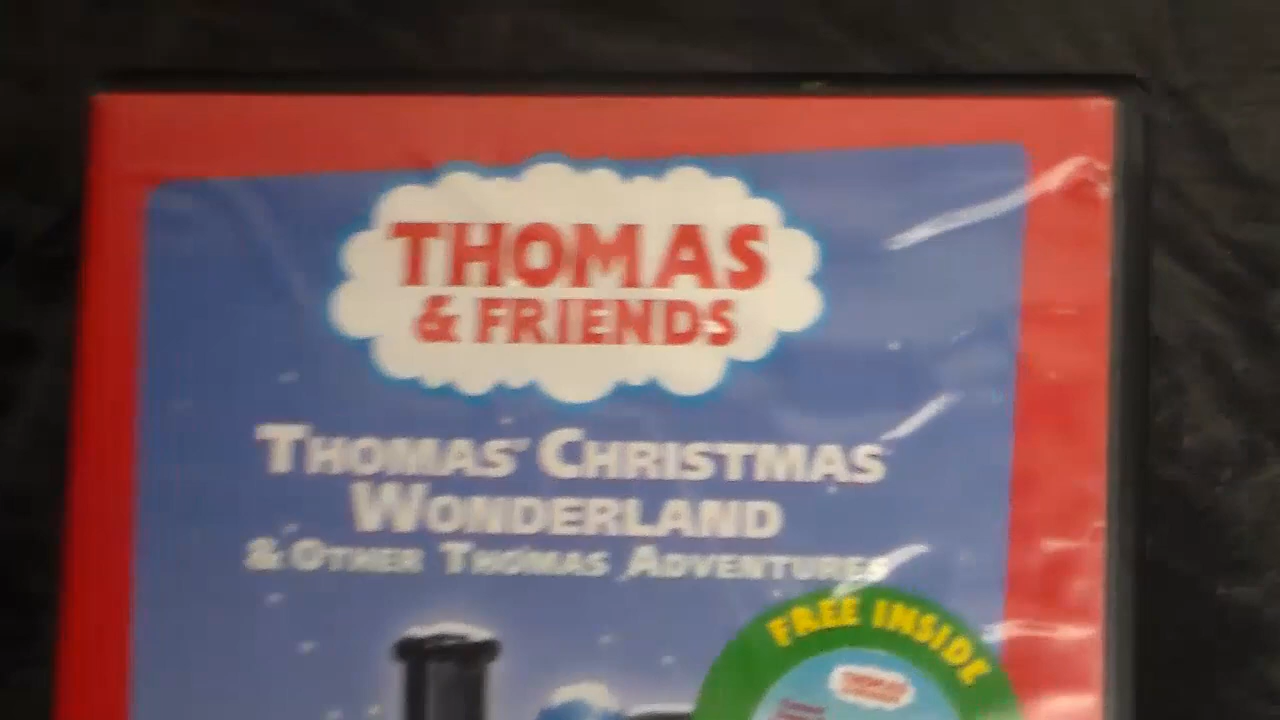 THOMAS
& FRIENDS
THOMAS' CHRISTMAS
WONDERLAND
& OTHER THOMAS ADVENTURES
FREE INSIDE